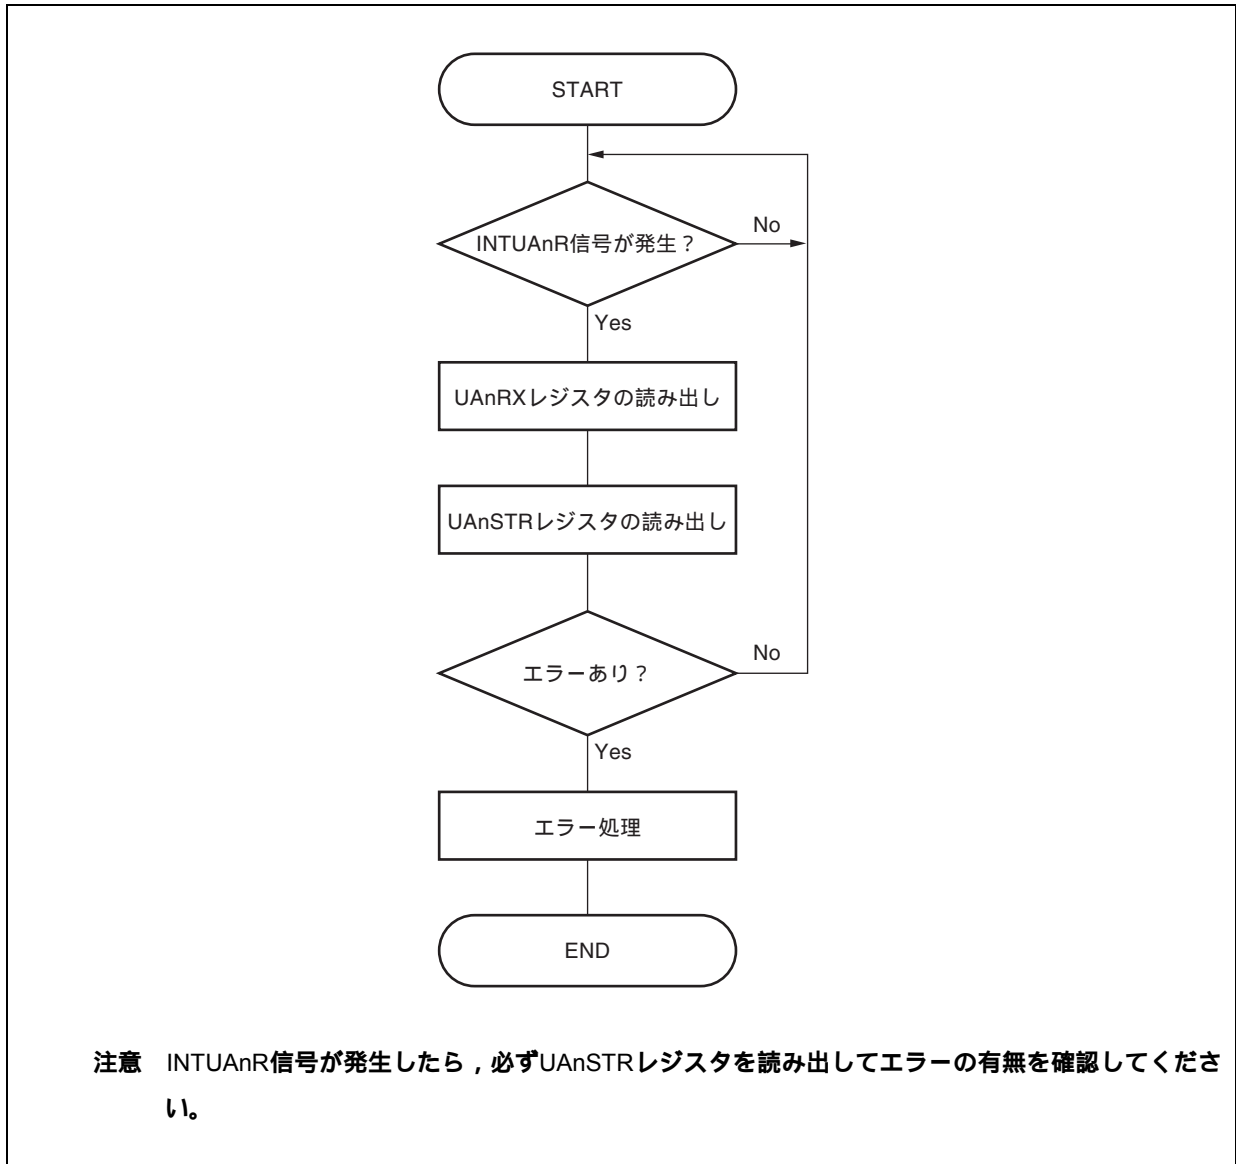 START
INTUAnR信号が発生？
No
Yes
UAnRXレジスタの読み出し
UAnSTRレジスタの読み出し
エラーあり？
No
Yes
エラー処理
END
注意　INTUAnR信号が発生したら，必ずUAnSTRレジスタを読み出してエラーの有無を確認してくださ
い。